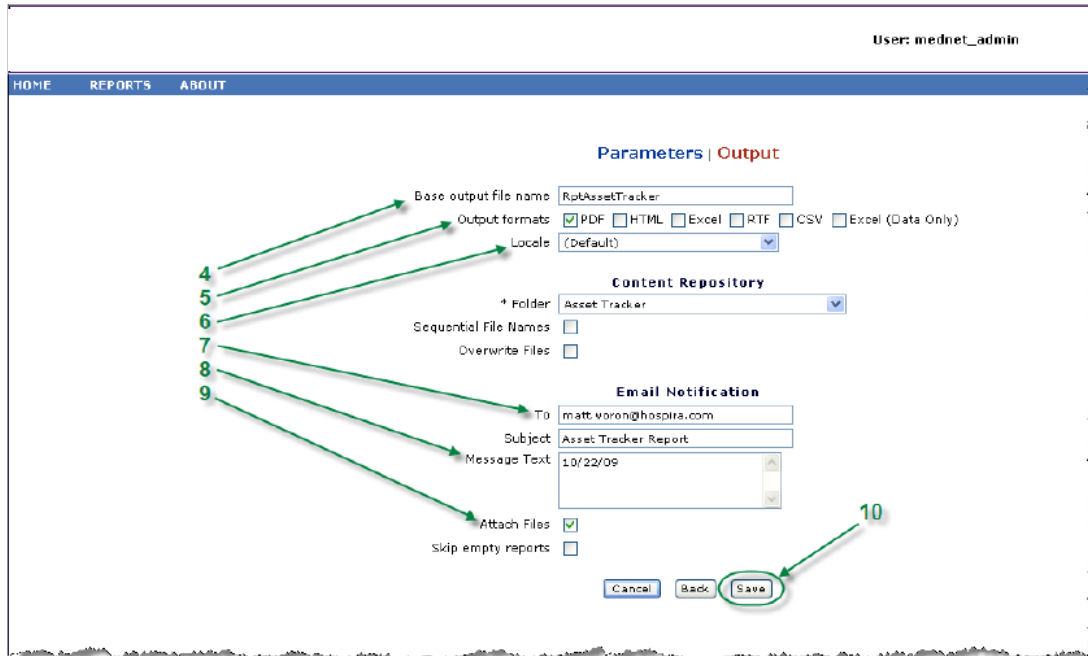 User: mednet_admin
HOME REPORTS ABOUT
Parameters | Output
Base output file name RptAssetTracker
Output formats PDF HTML Excel RTF CSV Excel (Data Only)
Locale (Default)
4
5
6
7
8
9
Content Repository
* Folder Asset Tracker
Sequential File Names
Overwrite Files
Email Notification
To matt.voron@hospira.com
Subject Asset Tracker Report
Message Text 10/22/09
10
Attach Files
Skip empty reports
Cancel Back Save